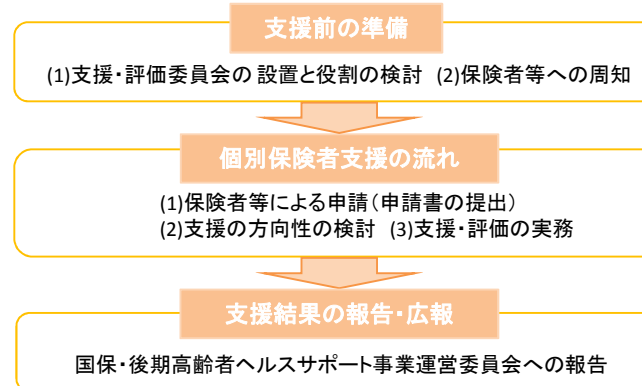 支援前の準備
(1)支援・評価委員会の 設置と役割の検討 (2)保険者等への周知
個別保険者支援の流れ
(1)保険者等による申請(申請書の提出)
(2)支援の方向性の検討 (3)支援・評価の実務
支援結果の報告・広報
国保・後期高齢者ヘルスサポート事業運営委員会への報告